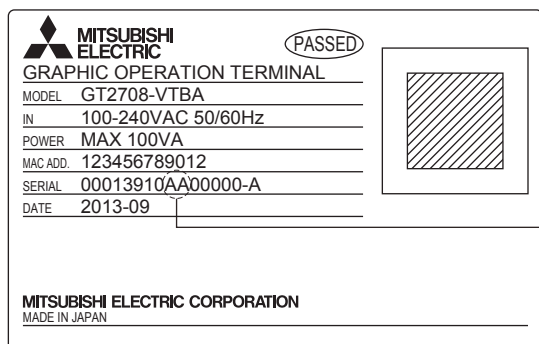 MITSUBISHI
ELECTRIC
PASSED
GRAPHIC OPERATION TERMINAL
MODEL GT2708-VTBA
IN 100-240VAC 50/60Hz
POWER MAX 100VA
MAC ADD. 123456789012
SERIAL 00013910AA00000-A
DATE 2013-09
MITSUBISHI ELECTRIC CORPORATION
MADE IN JAPAN